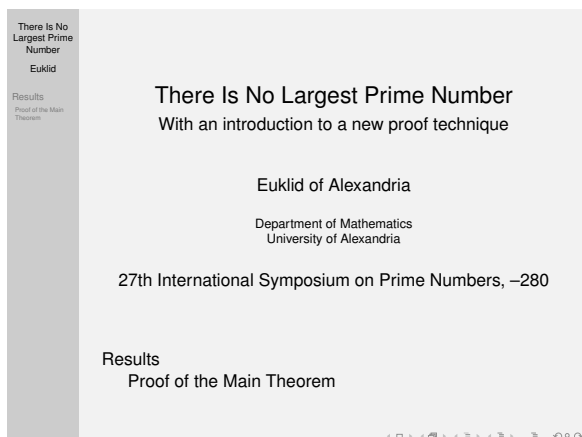 There Is No
Largest Prime
Number
Euklid
Results
Proof of the Main
Theorem
There Is No Largest Prime Number
With an introduction to a new proof technique
Euklid of Alexandria
Department of Mathematics
University of Alexandria
27th International Symposium on Prime Numbers, –280
Results
Proof of the Main Theorem